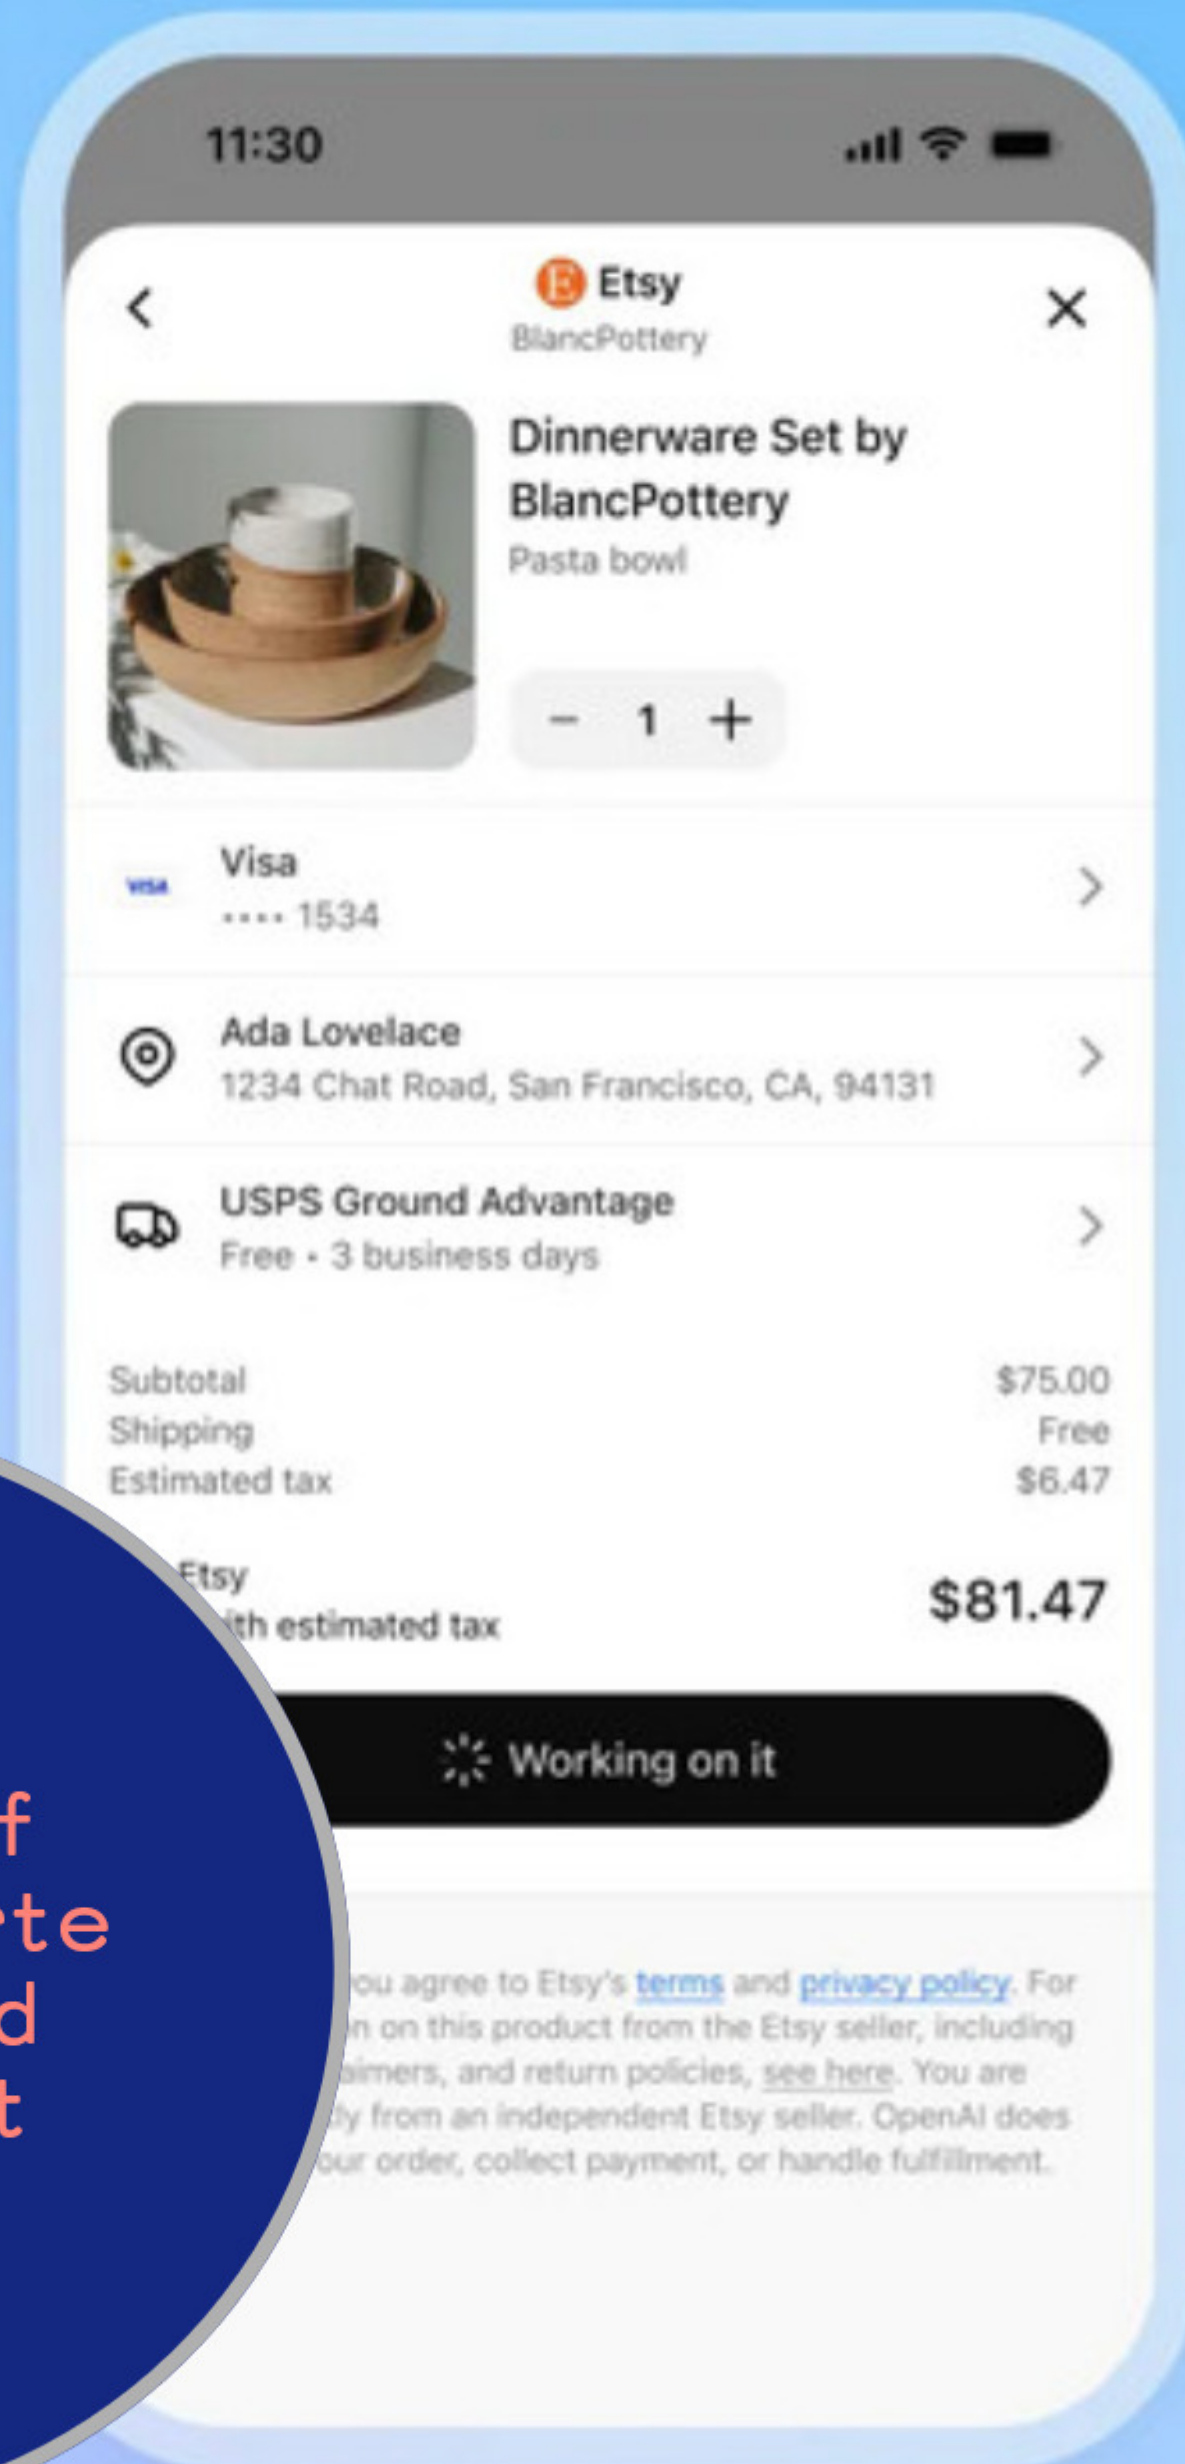 11:30
Etsy
BlancPottery
Dinnerware Set by
BlancPottery
Pasta bowl
− 1 +
VISA
Visa
•••• 1534
Ada Lovelace
1234 Chat Road, San Francisco, CA, 94131
USPS Ground Advantage
Free • 3 business days
Subtotal $75.00
Shipping Free
Estimated tax $6.47
Etsy
ith estimated tax
$81.47
Working on it
f
rte
d
t
ou agree to Etsy's terms and privacy policy. For
n on this product from the Etsy seller, including
aimers, and return policies, see here. You are
ly from an independent Etsy seller. OpenAI does
our order, collect payment, or handle fulfillment.